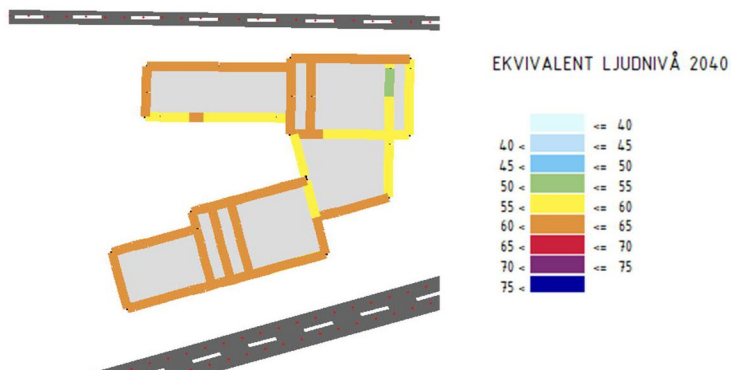 EKVIVALENT LJUDNIVÅ 2040
<= 40
40 < <= 45
45 < <= 50
50 < <= 55
55 < <= 60
60 < <= 65
65 < <= 70
70 < <= 75
75 <